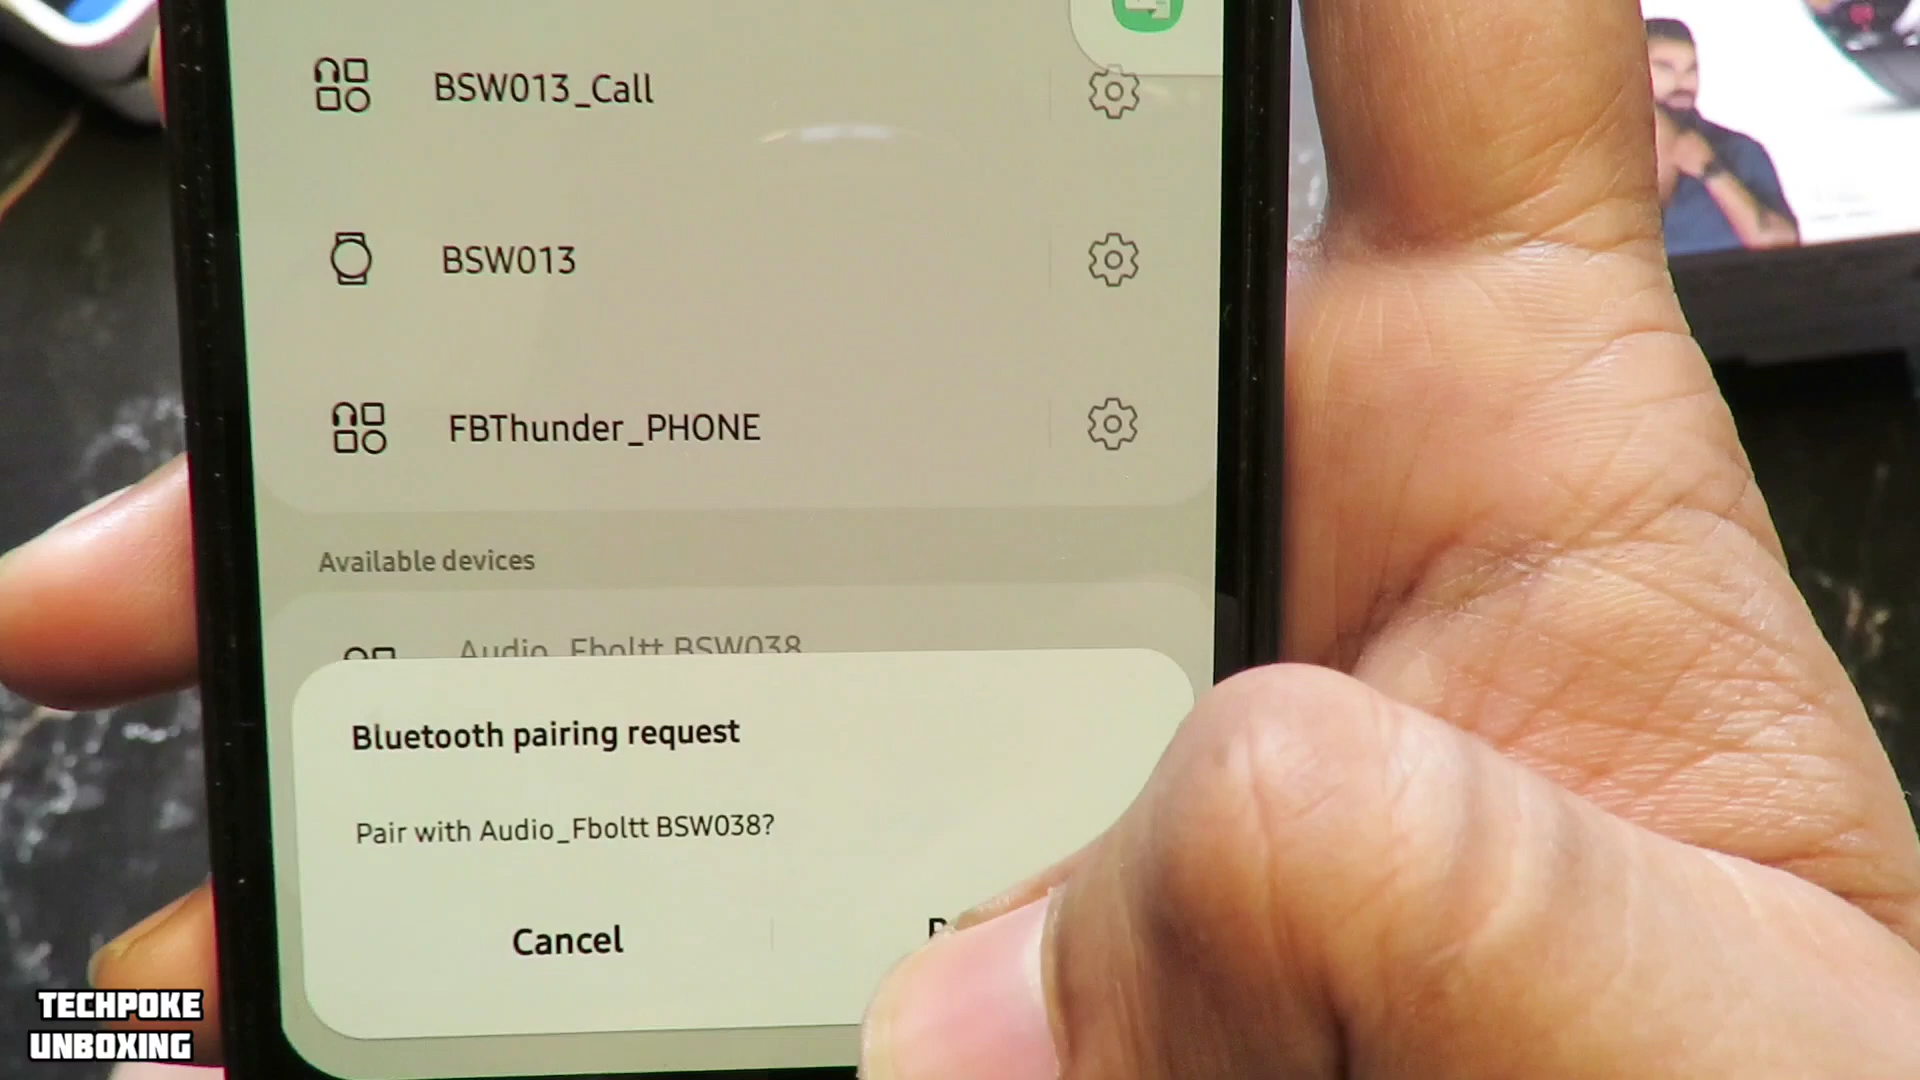 BSW013_Call
BSW013
FBThunder_PHONE
Available devices
Audio_Fboltt BSW038
Bluetooth pairing request
Pair with Audio_Fboltt BSW038?
Cancel
TECHPOKE
UNBOXING